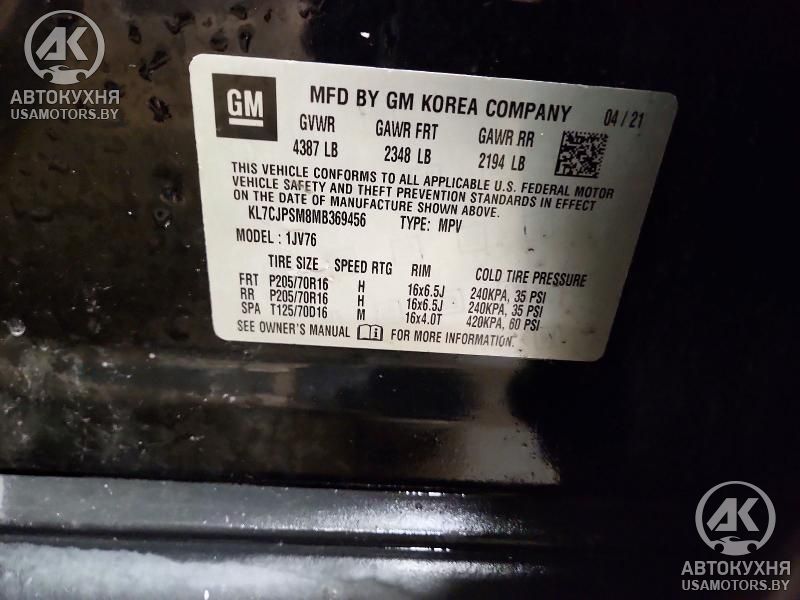 AK
АВТОКУХНЯ
USAMOTORS.BY
GM
MFD BY GM KOREA COMPANY 04 / 21
GVWR GAWR FRT GAWR RR
4387 LB 2348 LB 2194 LB
THIS VEHICLE CONFORMS TO ALL APPLICABLE U.S. FEDERAL MOTOR
VEHICLE SAFETY AND THEFT PREVENTION STANDARDS IN EFFECT
ON THE DATE OF MANUFACTURE SHOWN ABOVE.
KL7CJPSM8MB369456 TYPE: MPV
MODEL: 1JV76
TIRE SIZE SPEED RTG RIM COLD TIRE PRESSURE
FRT P205/70R16 H 16x6.5J 240KPA, 35 PSI
RR P205/70R16 H 16x6.5J 240KPA, 35 PSI
SPA T125/70D16 M 16x4.0T 420KPA, 60 PSI
SEE OWNER'S MANUAL FOR MORE INFORMATION.
AK
АВТОКУХНЯ
USAMOTORS.BY